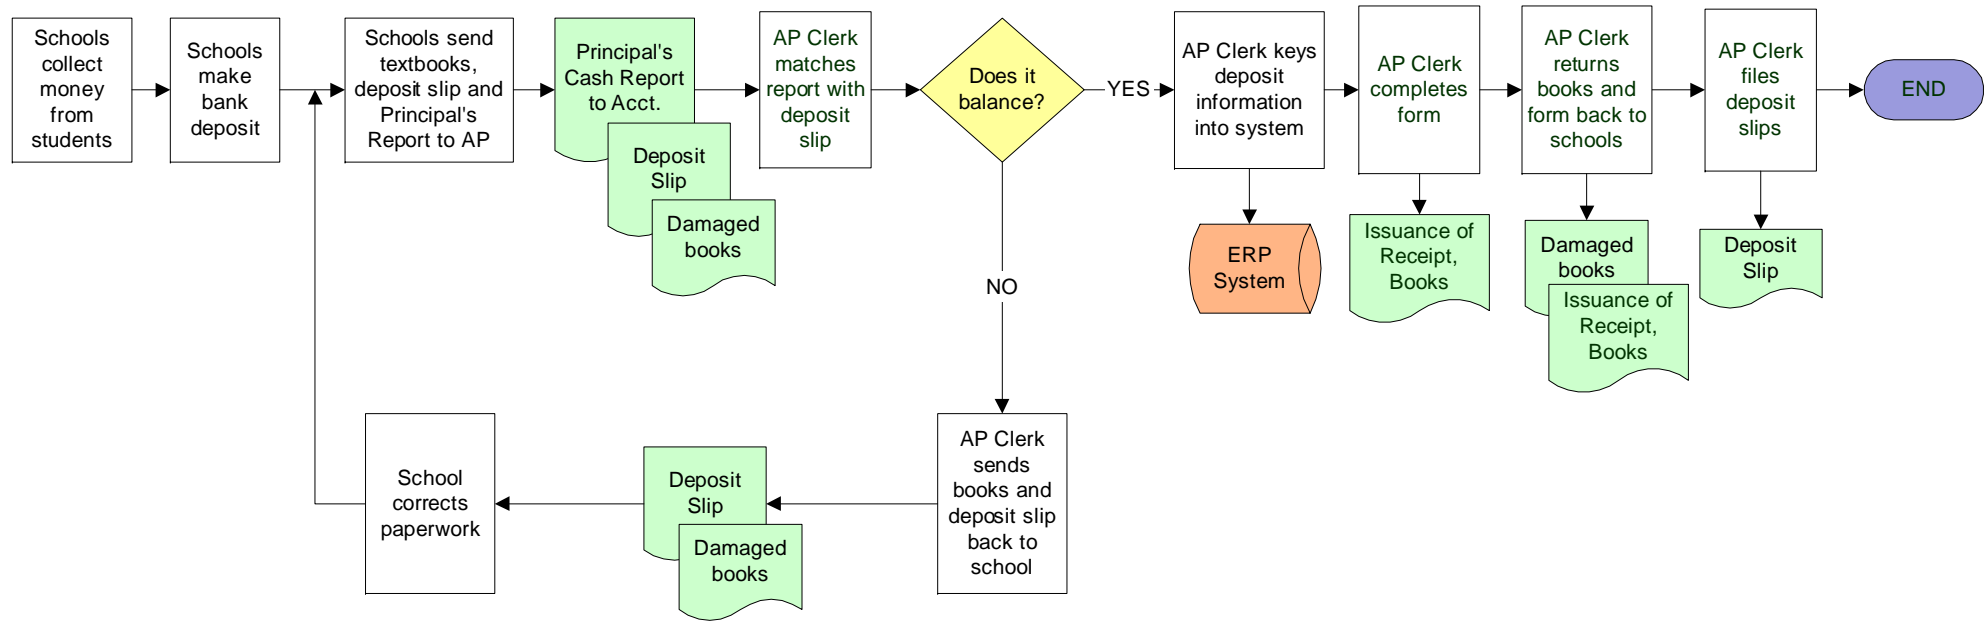 Schools
collect
money
from
students
Schools
make
bank
deposit
Schools send
textbooks,
deposit slip and
Principal's
Report to AP
Principal's
Cash Report
to Acct.
Deposit
Slip
Damaged
books
AP Clerk
matches
report with
deposit
slip
Does it
balance?
YES
AP Clerk keys
deposit
information
into system
AP Clerk
completes
form
AP Clerk
returns
books and
form back to
schools
AP Clerk
files
deposit
slips
END
ERP
System
Issuance of
Receipt,
Books
Damaged
books
Issuance of
Receipt,
Books
Deposit
Slip
NO
AP Clerk
sends
books and
deposit slip
back to
school
Deposit
Slip
Damaged
books
School
corrects
paperwork